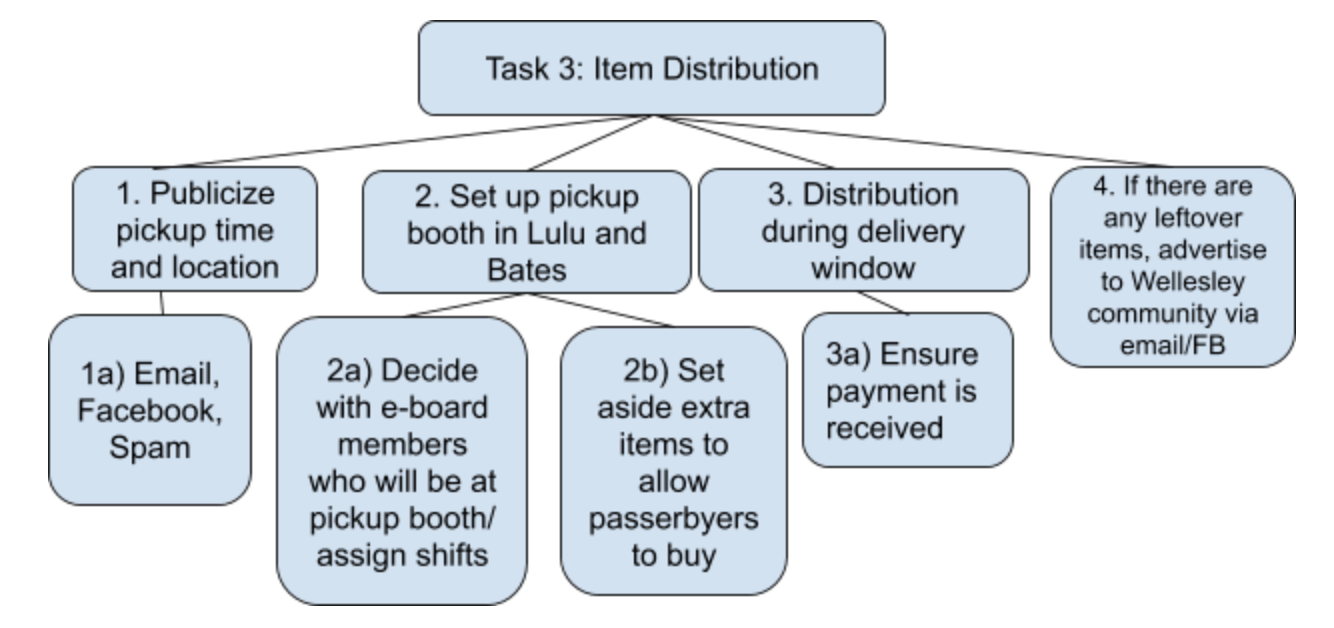 Task 3: Item Distribution
1. Publicize
pickup time
and location
2. Set up pickup
booth in Lulu and
Bates
3. Distribution
during delivery
window
4. If there are
any leftover
items, advertise
to Wellesley
community via
email/FB
1a) Email,
Facebook,
Spam
2a) Decide
with e-board
members
who will be at
pickup booth/
assign shifts
2b) Set
aside extra
items to
allow
passerbyers
to buy
3a) Ensure
payment is
received